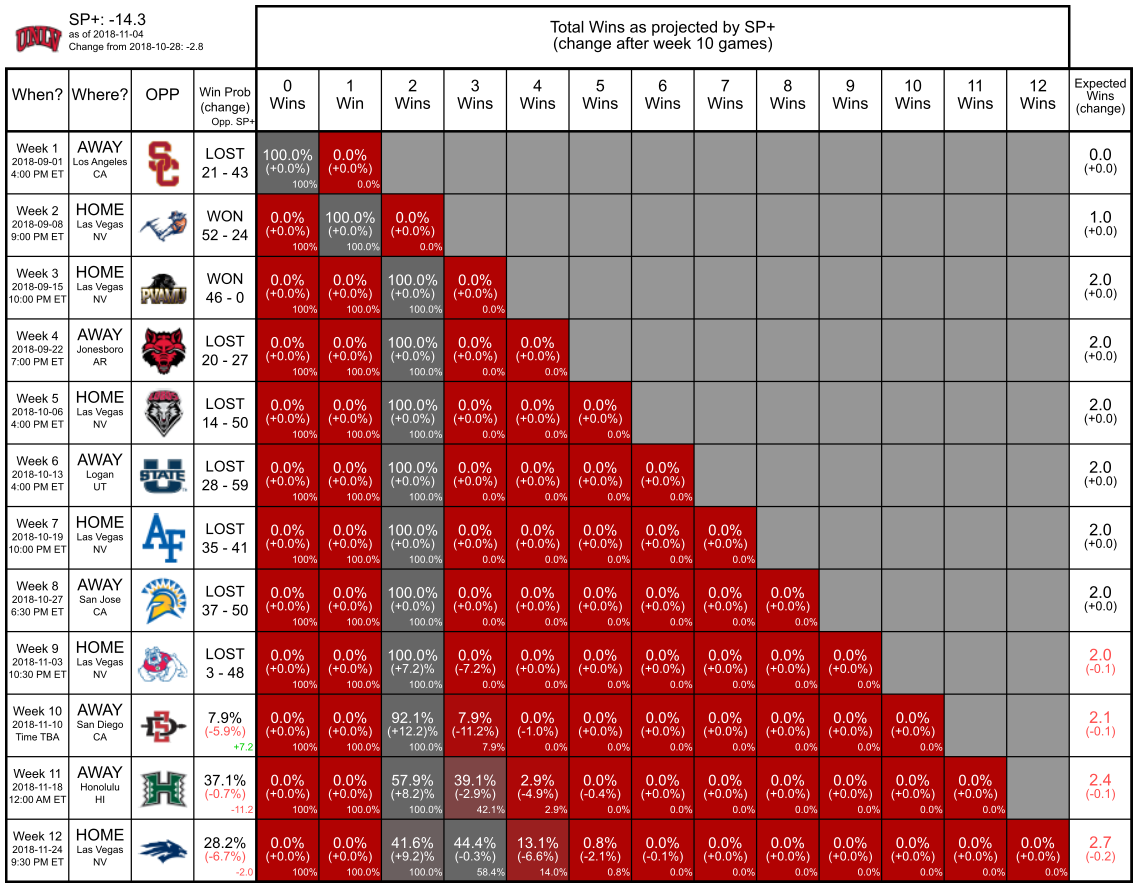 UNLV
SP+: -14.3
as of 2018-11-04
Change from 2018-10-28: -2.8
Total Wins as projected by SP+
(change after week 10 games)
When? Where? OPP Win Prob (change) Opp. SP+ 0 Wins 1 Win 2 Wins 3 Wins 4 Wins 5 Wins 6 Wins 7 Wins 8 Wins 9 Wins 10 Wins 11 Wins 12 Wins Expected Wins (change)
Week 1 AWAY SC LOST 100.0% 0.0% 0.0
2018-09-01 Los Angeles 21 - 43 (+0.0%) (+0.0%) (+0.0)
4:00 PM ET CA 100% 0.0%
Week 2 HOME WON 0.0% 100.0% 0.0% 1.0
2018-09-08 Las Vegas 52 - 24 (+0.0%) (+0.0%) (+0.0%) (+0.0)
9:00 PM ET NV 100% 100.0% 0.0%
Week 3 HOME PVAMU WON 0.0% 0.0% 100.0% 0.0% 2.0
2018-09-15 Las Vegas 46 - 0 (+0.0%) (+0.0%) (+0.0%) (+0.0%) (+0.0)
10:00 PM ET NV 100% 100.0% 100.0% 0.0%
Week 4 AWAY LOST 0.0% 0.0% 100.0% 0.0% 0.0% 2.0
2018-09-22 Jonesboro 20 - 27 (+0.0%) (+0.0%) (+0.0%) (+0.0%) (+0.0%) (+0.0)
7:00 PM ET AR 100% 100.0% 100.0% 0.0% 0.0%
Week 5 HOME LOST 0.0% 0.0% 100.0% 0.0% 0.0% 0.0% 2.0
2018-10-06 Las Vegas 14 - 50 (+0.0%) (+0.0%) (+0.0%) (+0.0%) (+0.0%) (+0.0%) (+0.0)
4:00 PM ET NV 100% 100.0% 100.0% 0.0% 0.0% 0.0%
Week 6 AWAY U STATE LOST 0.0% 0.0% 100.0% 0.0% 0.0% 0.0% 0.0% 2.0
2018-10-13 Logan 28 - 59 (+0.0%) (+0.0%) (+0.0%) (+0.0%) (+0.0%) (+0.0%) (+0.0%) (+0.0)
4:00 PM ET UT 100% 100.0% 100.0% 0.0% 0.0% 0.0% 0.0%
Week 7 HOME AF LOST 0.0% 0.0% 100.0% 0.0% 0.0% 0.0% 0.0% 0.0% 2.0
2018-10-19 Las Vegas 35 - 41 (+0.0%) (+0.0%) (+0.0%) (+0.0%) (+0.0%) (+0.0%) (+0.0%) (+0.0%) (+0.0)
10:00 PM ET NV 100% 100.0% 100.0% 0.0% 0.0% 0.0% 0.0% 0.0%
Week 8 AWAY LOST 0.0% 0.0% 100.0% 0.0% 0.0% 0.0% 0.0% 0.0% 0.0% 2.0
2018-10-27 San Jose 37 - 50 (+0.0%) (+0.0%) (+0.0%) (+0.0%) (+0.0%) (+0.0%) (+0.0%) (+0.0%) (+0.0%) (+0.0)
6:30 PM ET CA 100% 100.0% 100.0% 0.0% 0.0% 0.0% 0.0% 0.0% 0.0%
Week 9 HOME LOST 0.0% 0.0% 100.0% 0.0% 0.0% 0.0% 0.0% 0.0% 0.0% 0.0% 2.0
2018-11-03 Las Vegas 3 - 48 (+0.0%) (+0.0%) (+7.2)% (-7.2%) (+0.0%) (+0.0%) (+0.0%) (+0.0%) (+0.0%) (+0.0%) (-0.1)
10:30 PM ET NV 100% 100.0% 100.0% 0.0% 0.0% 0.0% 0.0% 0.0% 0.0% 0.0%
Week 10 AWAY SD 7.9% 0.0% 0.0% 92.1% 7.9% 0.0% 0.0% 0.0% 0.0% 0.0% 0.0% 0.0% 2.1
2018-11-10 San Diego (-5.9%) (+0.0%) (+0.0%) (+12.2)% (-11.2%) (-1.0%) (+0.0%) (+0.0%) (+0.0%) (+0.0%) (+0.0%) (+0.0%) (-0.1)
Time TBA CA +7.2 100% 100.0% 100.0% 7.9% 0.0% 0.0% 0.0% 0.0% 0.0% 0.0% 0.0%
Week 11 AWAY H 37.1% 0.0% 0.0% 57.9% 39.1% 2.9% 0.0% 0.0% 0.0% 0.0% 0.0% 0.0% 0.0% 2.4
2018-11-18 Honolulu (-0.7%) (+0.0%) (+0.0%) (+8.2)% (-2.9%) (-4.9%) (-0.4%) (+0.0%) (+0.0%) (+0.0%) (+0.0%) (+0.0%) (+0.0%) (-0.1)
12:00 AM ET HI -11.2 100% 100.0% 100.0% 42.1% 2.9% 0.0% 0.0% 0.0% 0.0% 0.0% 0.0% 0.0%
Week 12 HOME 28.2% 0.0% 0.0% 41.6% 44.4% 13.1% 0.8% 0.0% 0.0% 0.0% 0.0% 0.0% 0.0% 0.0% 2.7
2018-11-24 Las Vegas (-6.7%) (+0.0%) (+0.0%) (+9.2)% (-0.3%) (-6.6%) (-2.1%) (-0.1%) (+0.0%) (+0.0%) (+0.0%) (+0.0%) (+0.0%) (+0.0%) (-0.2)
9:30 PM ET NV -2.0 100% 100.0% 100.0% 58.4% 14.0% 0.8% 0.0% 0.0% 0.0% 0.0% 0.0% 0.0% 0.0%